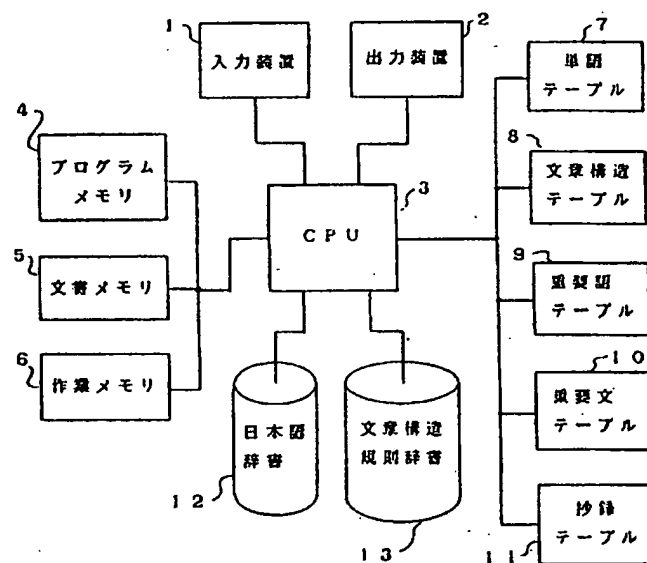 1
入力装置
2
出力装置
7
単語
テーブル
4
プログラム
メモリ
8
文章構造
テーブル
3
CPU
5
文書メモリ
9
重要語
テーブル
6
作業メモリ
10
重要文
テーブル
日本語
辞書
12
文章構造
規則辞書
13
抄録
テーブル
11